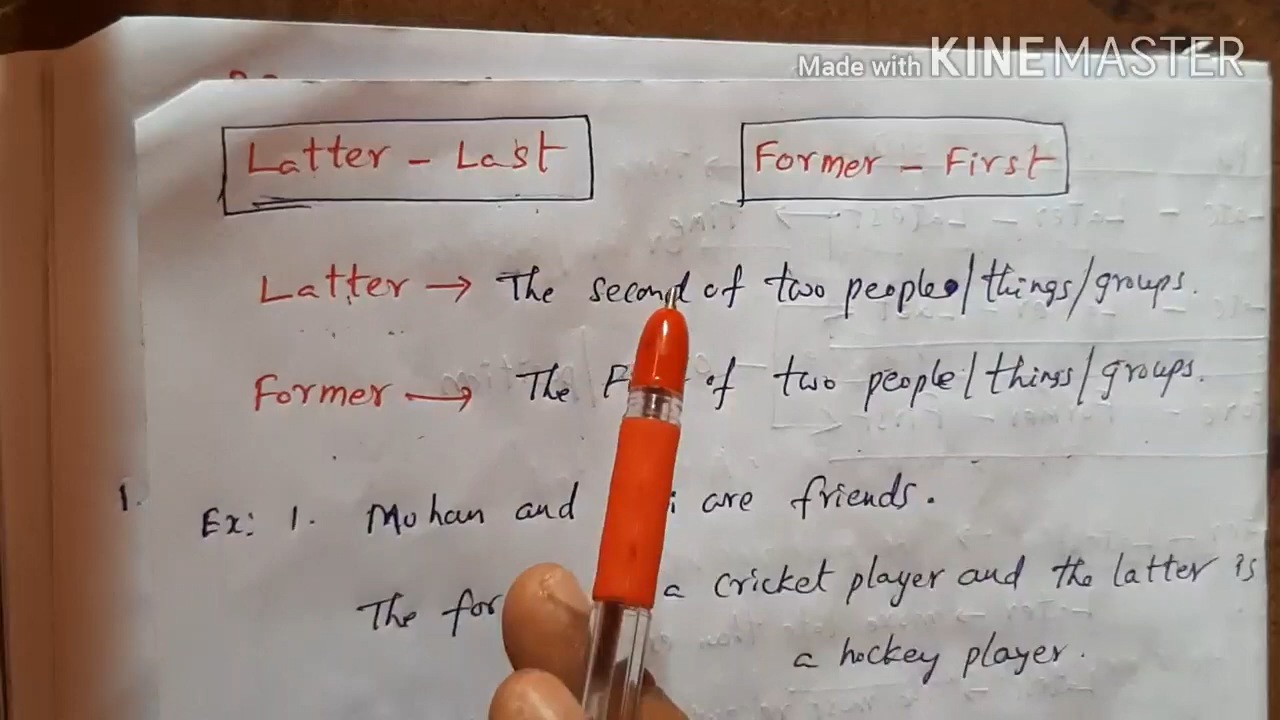 Made with KINEMASTER
Latter - Last
Former - First
Latter → The second of two people/things/groups.
Former → The of two people/things/groups.
1.
Ex: 1. Mohan and are friends.
The a cricket player and the latter is
a hockey player.